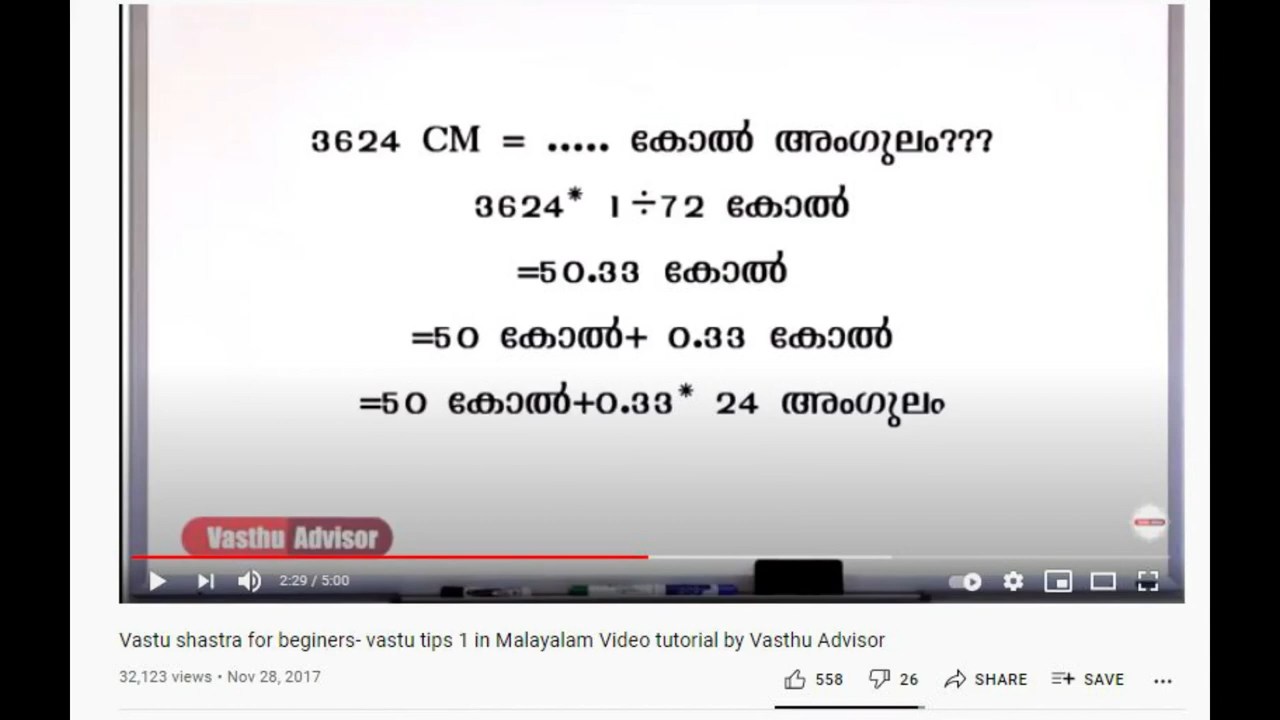 3624 CM = ..... കോൽ അംഗുലം???
3624* 1÷72 കോൽ
=50.33 കോൽ
=50 കോൽ+ 0.33 കോൽ
=50 കോൽ+0.33* 24 അംഗുലം
Vasthu Advisor
2:29 / 5:00
Vastu shastra for beginers- vastu tips 1 in Malayalam Video tutorial by Vasthu Advisor
32,123 views • Nov 28, 2017
558 26 SHARE SAVE ...